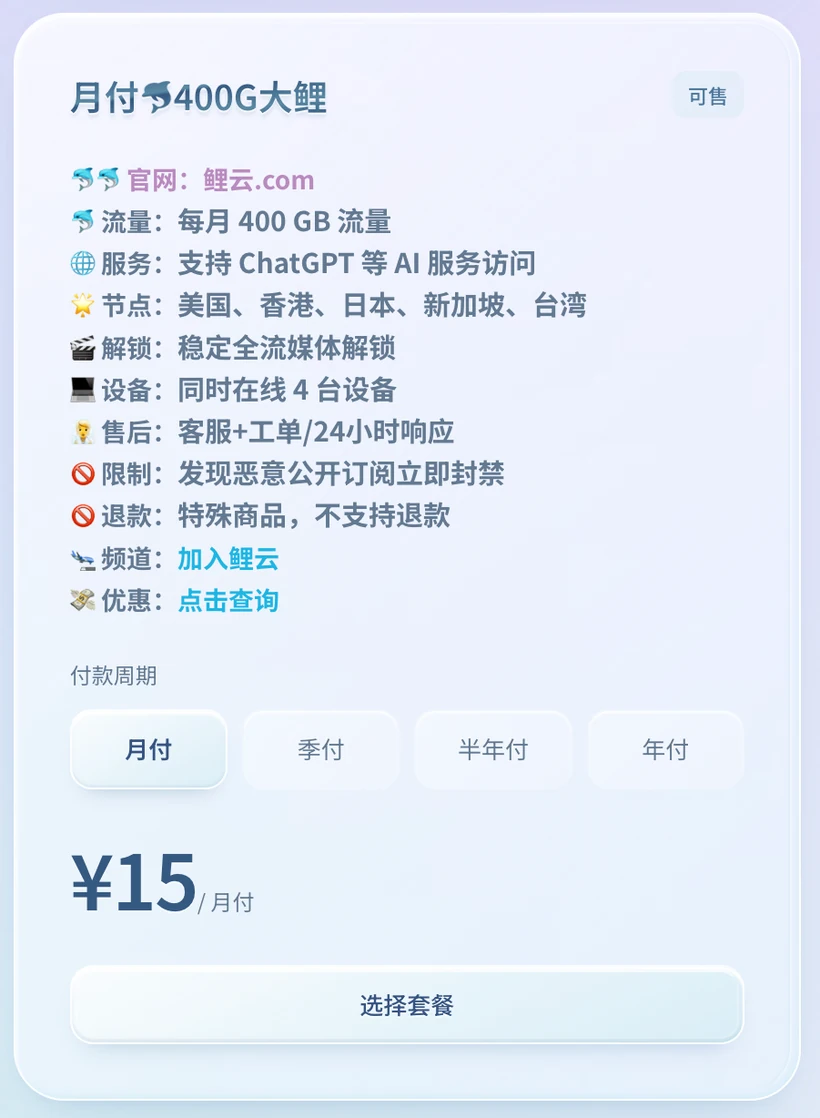 月付🐬400G大鲤
可售
🐬🐬 官网：鲤云.com
🐬 流量：每月 400 GB 流量
🌐 服务：支持 ChatGPT 等 AI 服务访问
🌟 节点：美国、香港、日本、新加坡、台湾
🎬 解锁：稳定全流媒体解锁
💻 设备：同时在线 4 台设备
🧑‍💼 售后：客服+工单/24小时响应
🚫 限制：发现恶意公开订阅立即封禁
🚫 退款：特殊商品，不支持退款
🛬 频道：加入鲤云
💸 优惠：点击查询
付款周期
月付
季付
半年付
年付
¥15/ 月付
选择套餐